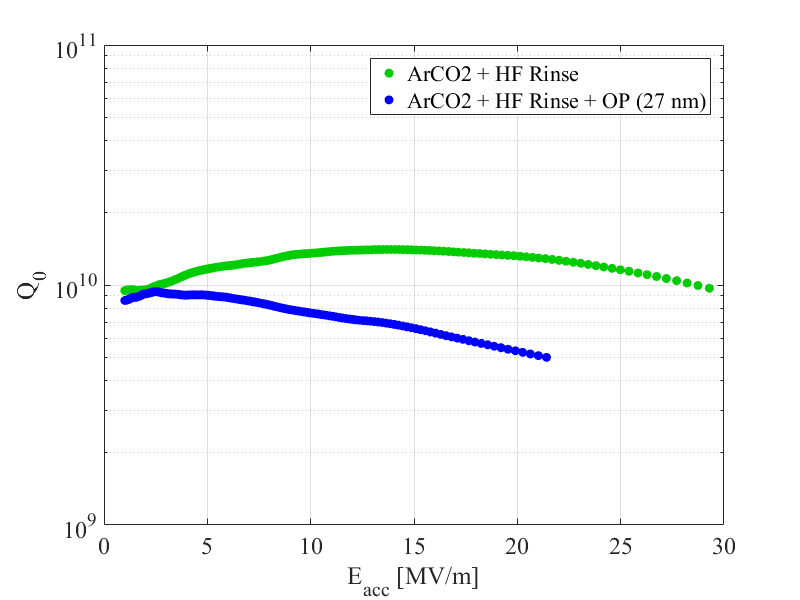 10^11
ArCO2 + HF Rinse
ArCO2 + HF Rinse + OP (27 nm)
Q_0
10^10
10^9
0 5 10 15 20 25 30
E_acc [MV/m]